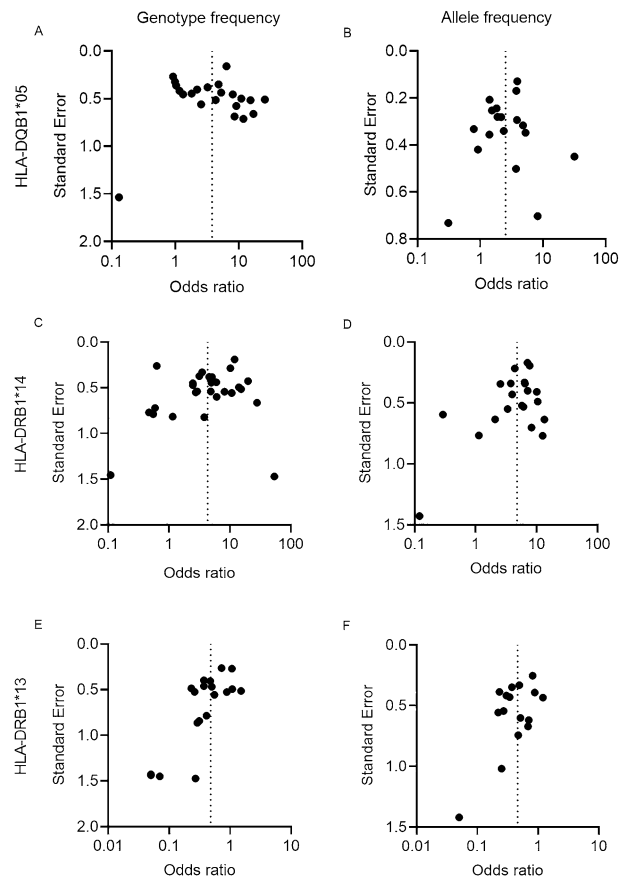 Genotype frequency
Allele frequency
A
B
HLA-DQB1*05
Standard Error
0.0
0.5
1.0
1.5
2.0
0.1
1
10
100
Odds ratio
Standard Error
0.0
0.2
0.4
0.6
0.8
0.1
1
10
100
Odds ratio
C
D
HLA-DRB1*14
Standard Error
0.0
0.5
1.0
1.5
2.0
0.1
1
10
100
Odds ratio
Standard Error
0.0
0.5
1.0
1.5
0.1
1
10
100
Odds ratio
E
F
HLA-DRB1*13
Standard Error
0.0
0.5
1.0
1.5
2.0
0.01
0.1
1
10
Odds ratio
Standard Error
0.0
0.5
1.0
1.5
0.01
0.1
1
10
Odds ratio